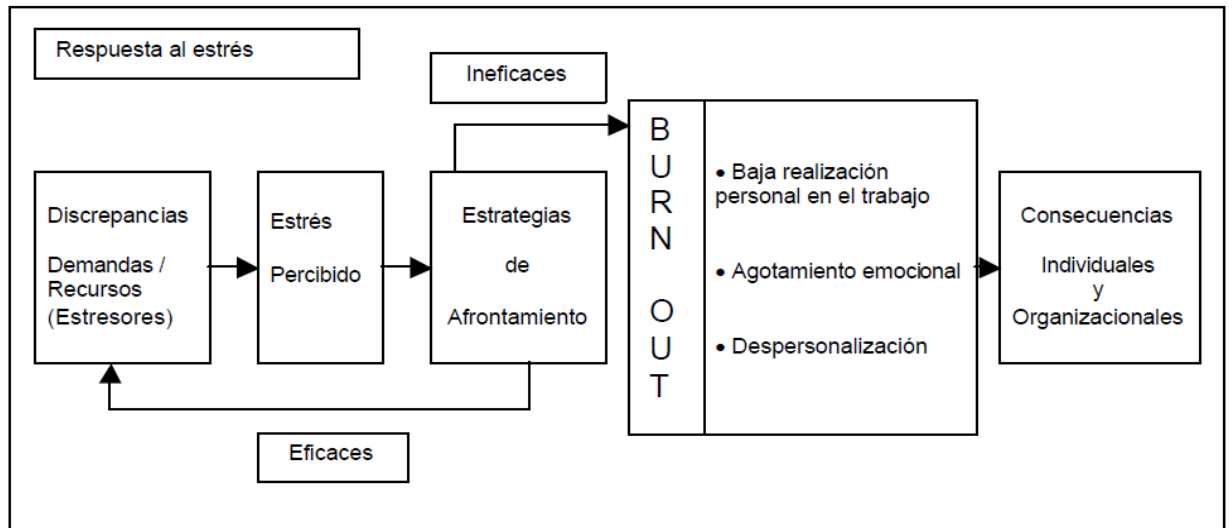 Respuesta al estrés
Ineficaces
Discrepancias
Demandas /
Recursos
(Estresores)
Estrés
Percibido
Estrategias
de
Afrontamiento
B
U
R
N
O
U
T
• Baja realización
personal en el trabajo
• Agotamiento emocional
• Despersonalización
Consecuencias
Individuales
y
Organizacionales
Eficaces